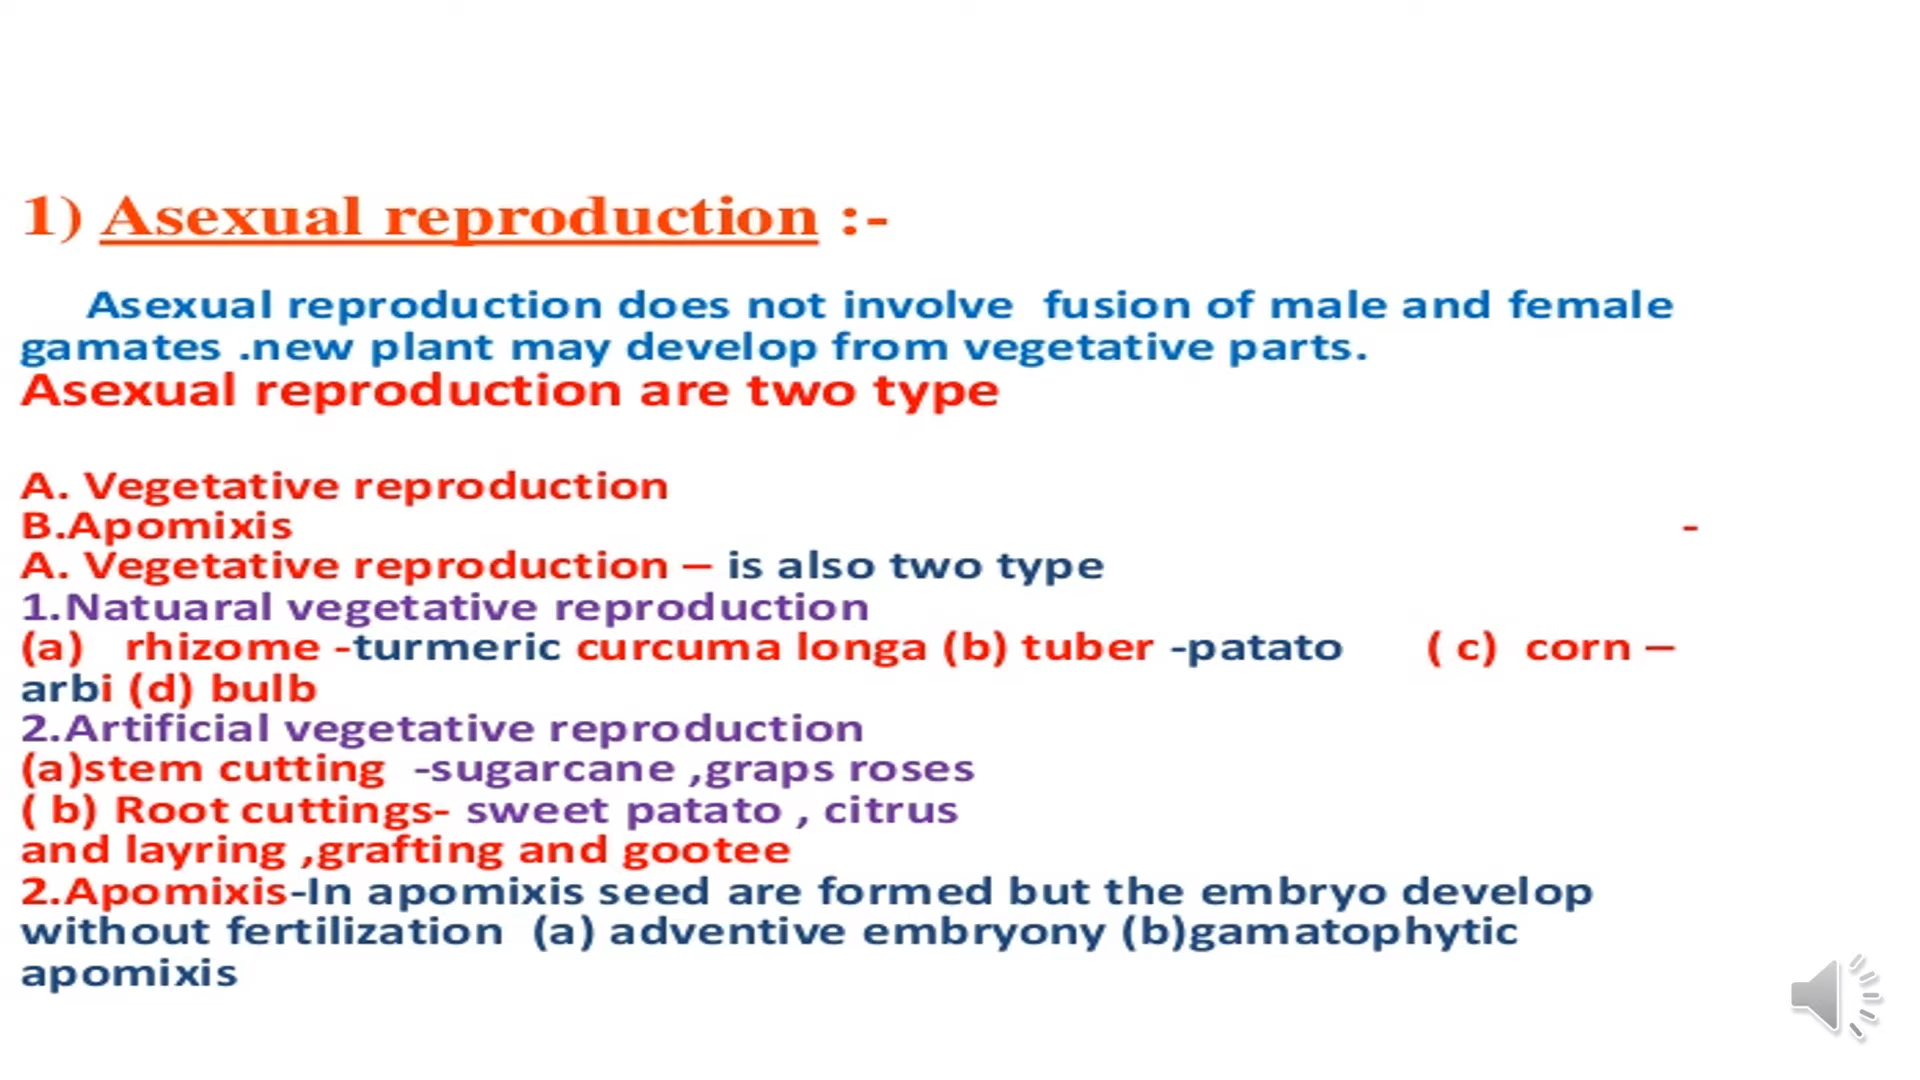 1) Asexual reproduction :-
Asexual reproduction does not involve fusion of male and female
gamates .new plant may develop from vegetative parts.
Asexual reproduction are two type
A. Vegetative reproduction
B.Apomixis -
A. Vegetative reproduction – is also two type
1.Natuaral vegetative reproduction
(a) rhizome -turmeric curcuma longa (b) tuber -patato ( c) corn –
arbi (d) bulb
2.Artificial vegetative reproduction
(a)stem cutting -sugarcane ,graps roses
( b) Root cuttings- sweet patato , citrus
and layring ,grafting and gootee
2.Apomixis-In apomixis seed are formed but the embryo develop
without fertilization (a) adventive embryony (b)gamatophytic
apomixis